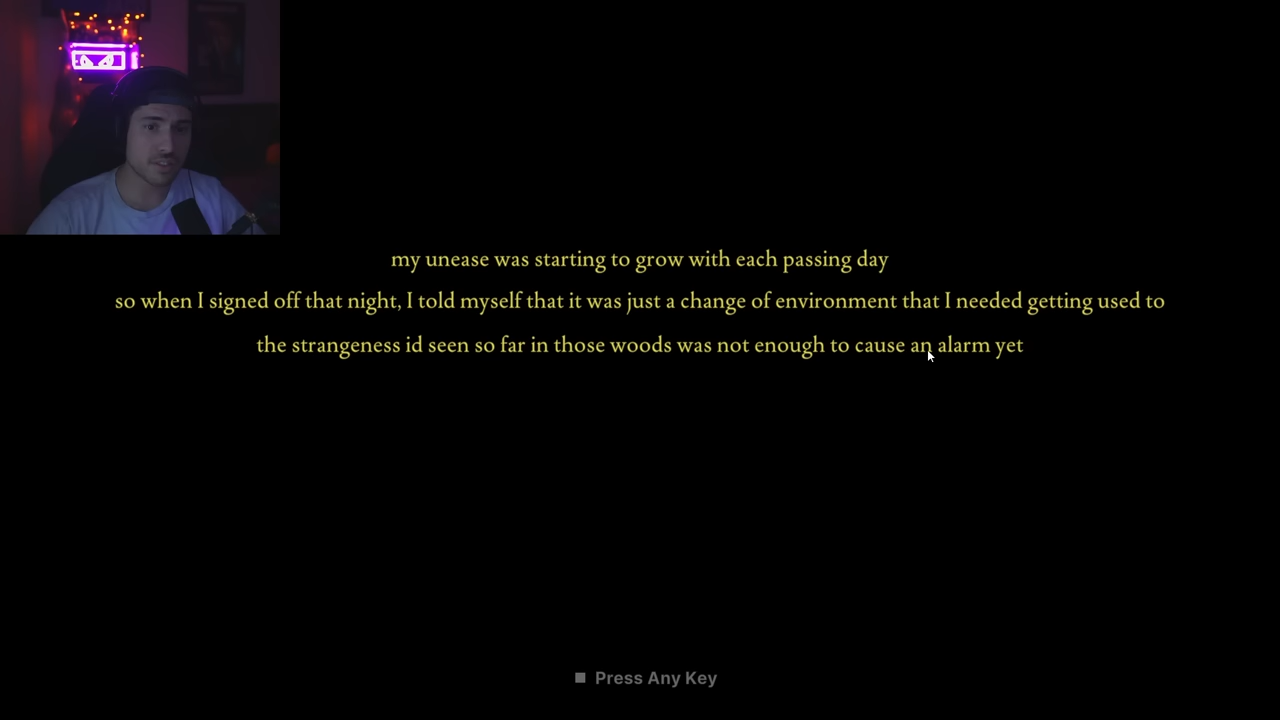 my unease was starting to grow with each passing day
so when I signed off that night, I told myself that it was just a change of environment that I needed getting used to
the strangeness id seen so far in those woods was not enough to cause an alarm yet
Press Any Key